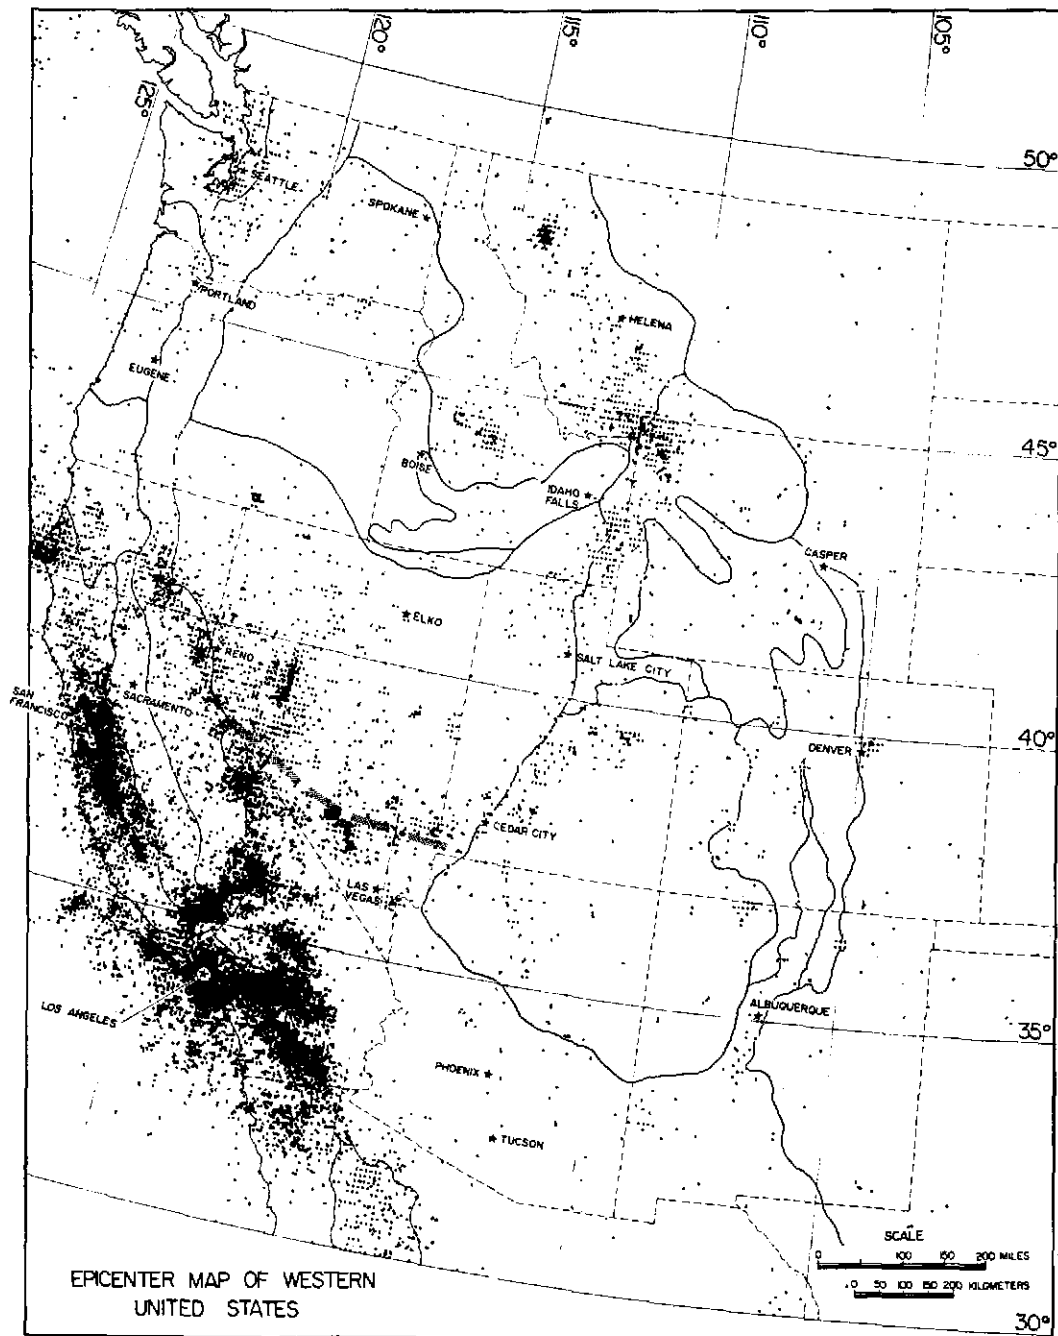 120°
115°
110°
105°
125°
50°
SEATTLE
SPOKANE
PORTLAND
HELENA
EUGENE
45°
BOISE
IDAHO
FALLS
CASPER
ELKO
RENO
SALT LAKE CITY
SAN
FRANCISCO
SACRAMENTO
40°
DENVER
CEDAR CITY
LAS
VEGAS
LOS ANGELES
ALBUQUERQUE
35°
PHOENIX
TUCSON
SCALE
0 100 150 200 MILES
0 50 100 150 200 KILOMETERS
EPICENTER MAP OF WESTERN
UNITED STATES
30°